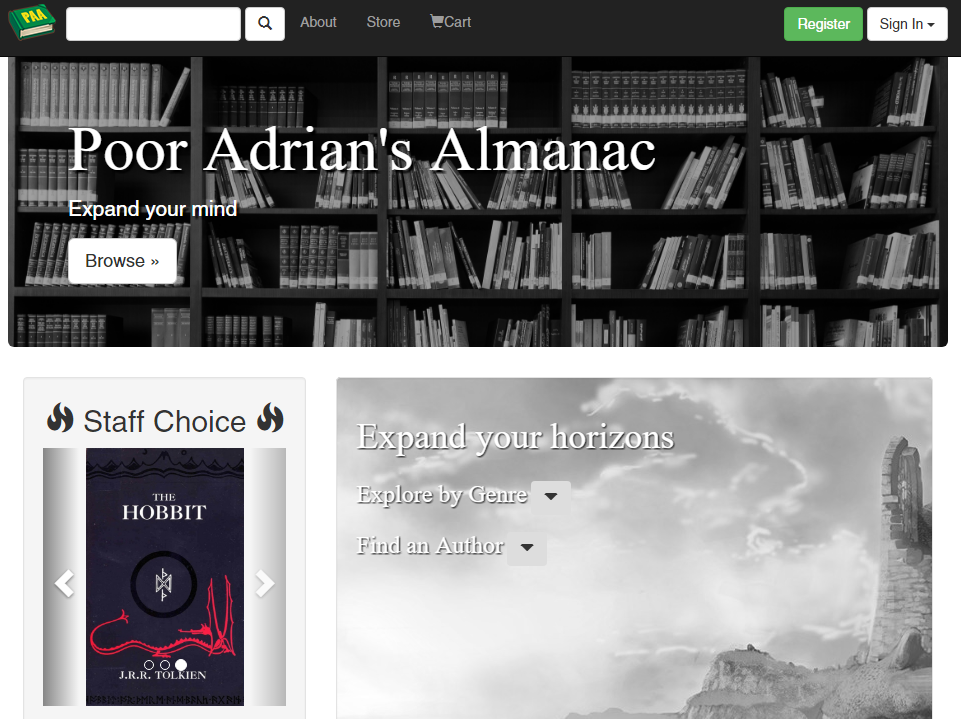 PAA
About Store Cart
Register Sign In
Poor Adrian's Almanac
Expand your mind
Browse »
Staff Choice
THE
HOBBIT
J.R.R. TOLKIEN
Expand your horizons
Explore by Genre
Find an Author